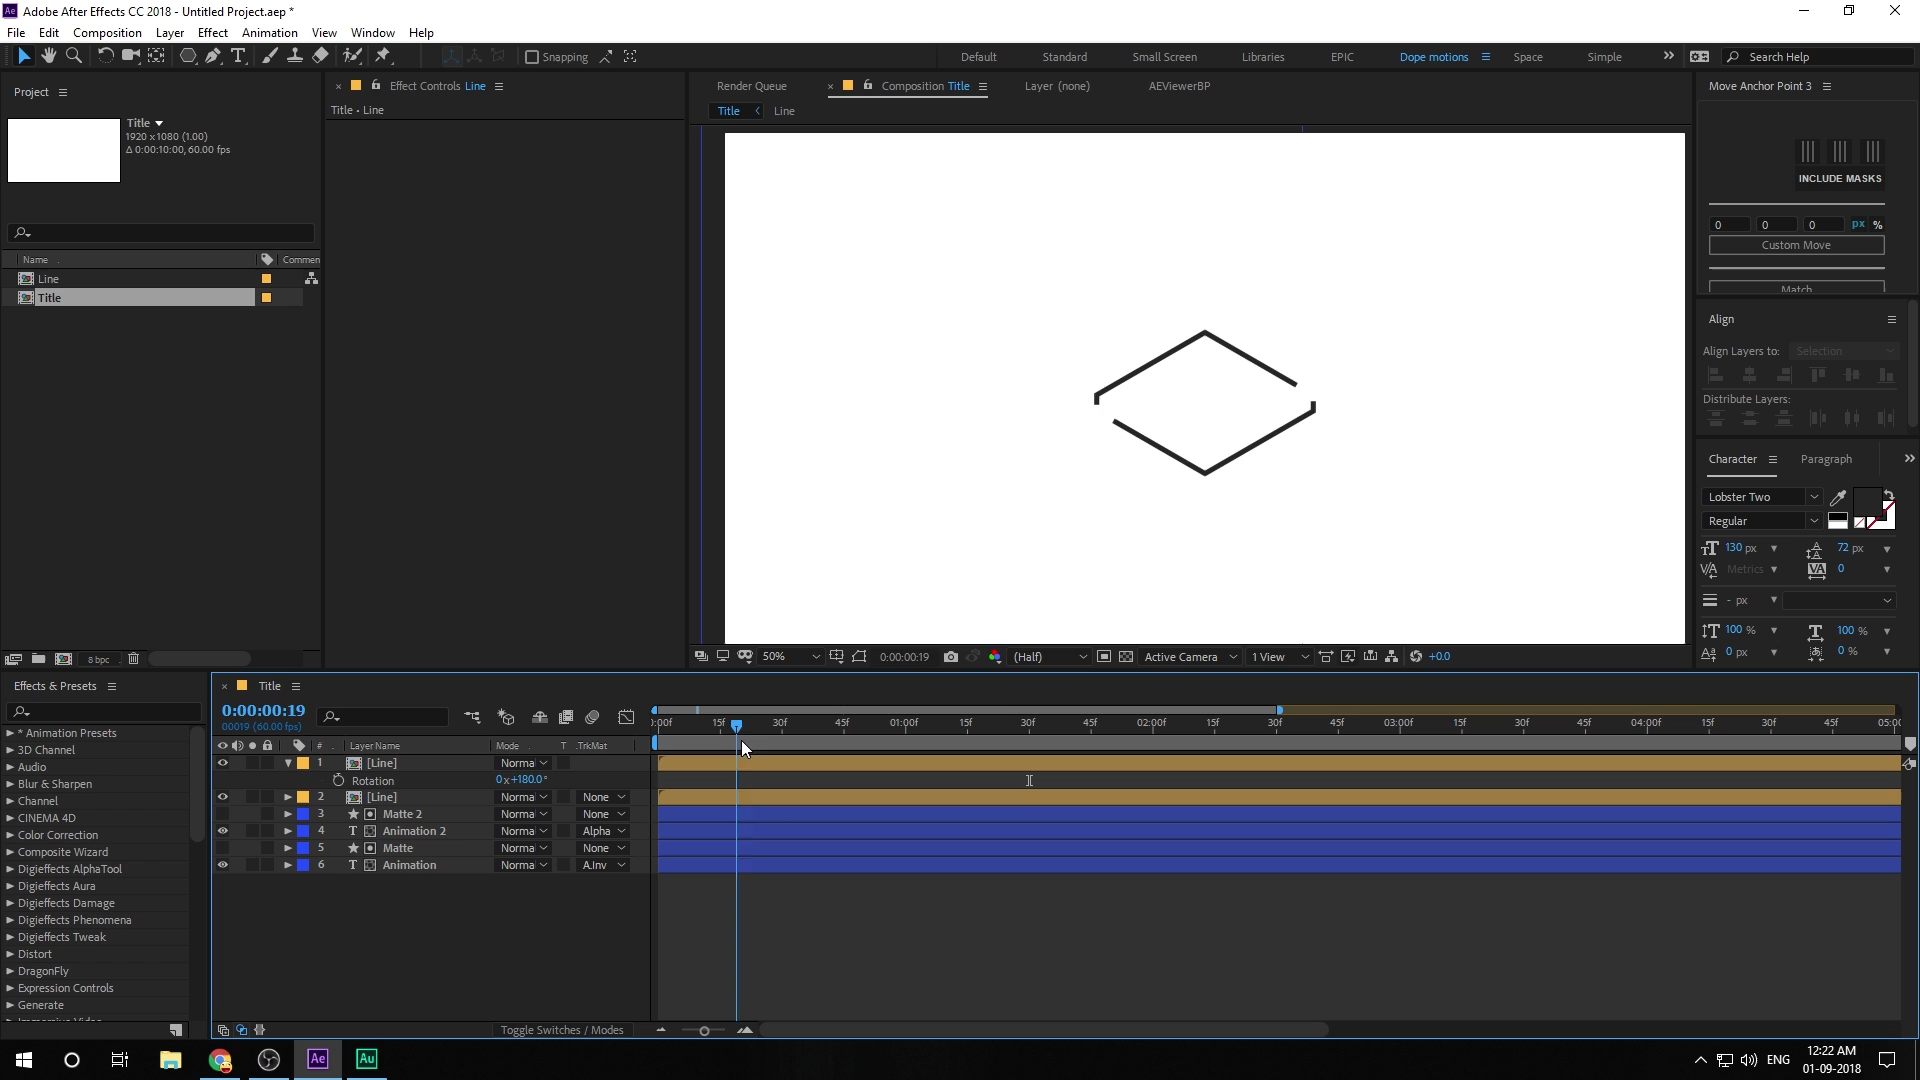 Adobe After Effects CC 2018 - Untitled Project.aep *
File Edit Composition Layer Effect Animation View Window Help
Snapping
Default Standard Small Screen Libraries EPIC Dope motions Space Simple Search Help
Project
Title
1920 x 1080 (1.00)
Δ 0:00:10:00, 60.00 fps
Name Commen
Line
Title
8 bpc
Effect Controls Line
Title • Line
Render Queue Composition Title Layer (none) AEViewerBP
Title Line
50% 0:00:00:19 (Half) Active Camera 1 View +0.0
Move Anchor Point 3
INCLUDE MASKS
0 0 0 px %
Custom Move
Match
Align
Align Layers to: Selection
Distribute Layers:
Character Paragraph
Lobster Two
Regular
130 px 72 px
Metrics 0
- px
100 % 100 %
0 px 0 %
Effects & Presets
* Animation Presets
3D Channel
Audio
Blur & Sharpen
Channel
CINEMA 4D
Color Correction
Composite Wizard
Digieffects AlphaTool
Digieffects Aura
Digieffects Damage
Digieffects Phenomena
Digieffects Tweak
Distort
DragonFly
Expression Controls
Generate
Title
0:00:00:19
00019 (60.00 fps)
):00f 15f 30f 45f 01:00f 15f 30f 45f 02:00f 15f 30f 45f 03:00f 15f 30f 45f 04:00f 15f 30f 45f 05:00
# Layer Name Mode T .TrkMat
1 [Line] Norma
Rotation 0x+180.0°
2 [Line] Norma None
3 Matte 2 Norma None
4 T Animation 2 Norma Alpha
5 Matte Norma None
6 T Animation Norma A.Inv
Toggle Switches / Modes
Ae Au
ENG
12:22 AM
01-09-2018